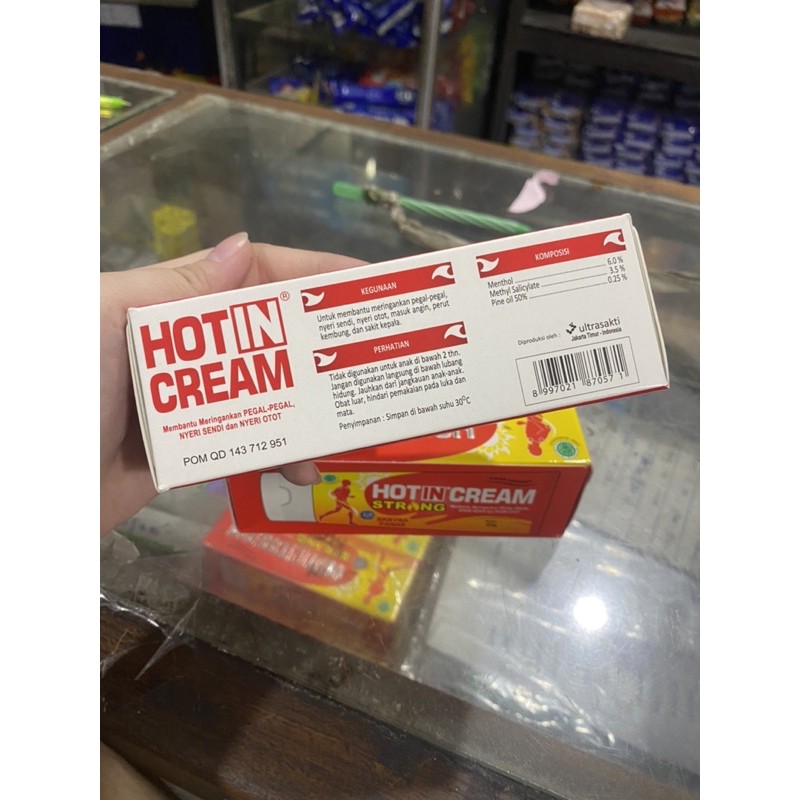 HOT IN®
CREAM
Membantu Meringankan PEGAL-PEGAL,
NYERI SENDI dan NYERI OTOT
POM QD 143 712 951
KEGUNAAN
Untuk membantu meringankan pegal-pegal,
nyeri sendi, nyeri otot, masuk angin, perut
kembung, dan sakit kepala.
PERHATIAN
Tidak digunakan untuk anak di bawah 2 thn.
Jangan digunakan langsung di bawah lubang
hidung. Jauhkan dari jangkauan anak-anak.
Obat luar, hindari pemakaian pada luka dan
mata.
Penyimpanan : Simpan di bawah suhu 30°C
KOMPOSISI
Menthol 6.0 %
Methyl Salicylate 3.5 %
Pine oil 50% 0.25 %
Diproduksi oleh : ultrasakti
Jakarta Timur - Indonesia
8 997021 87057 1
HOT IN CREAM
STRONG